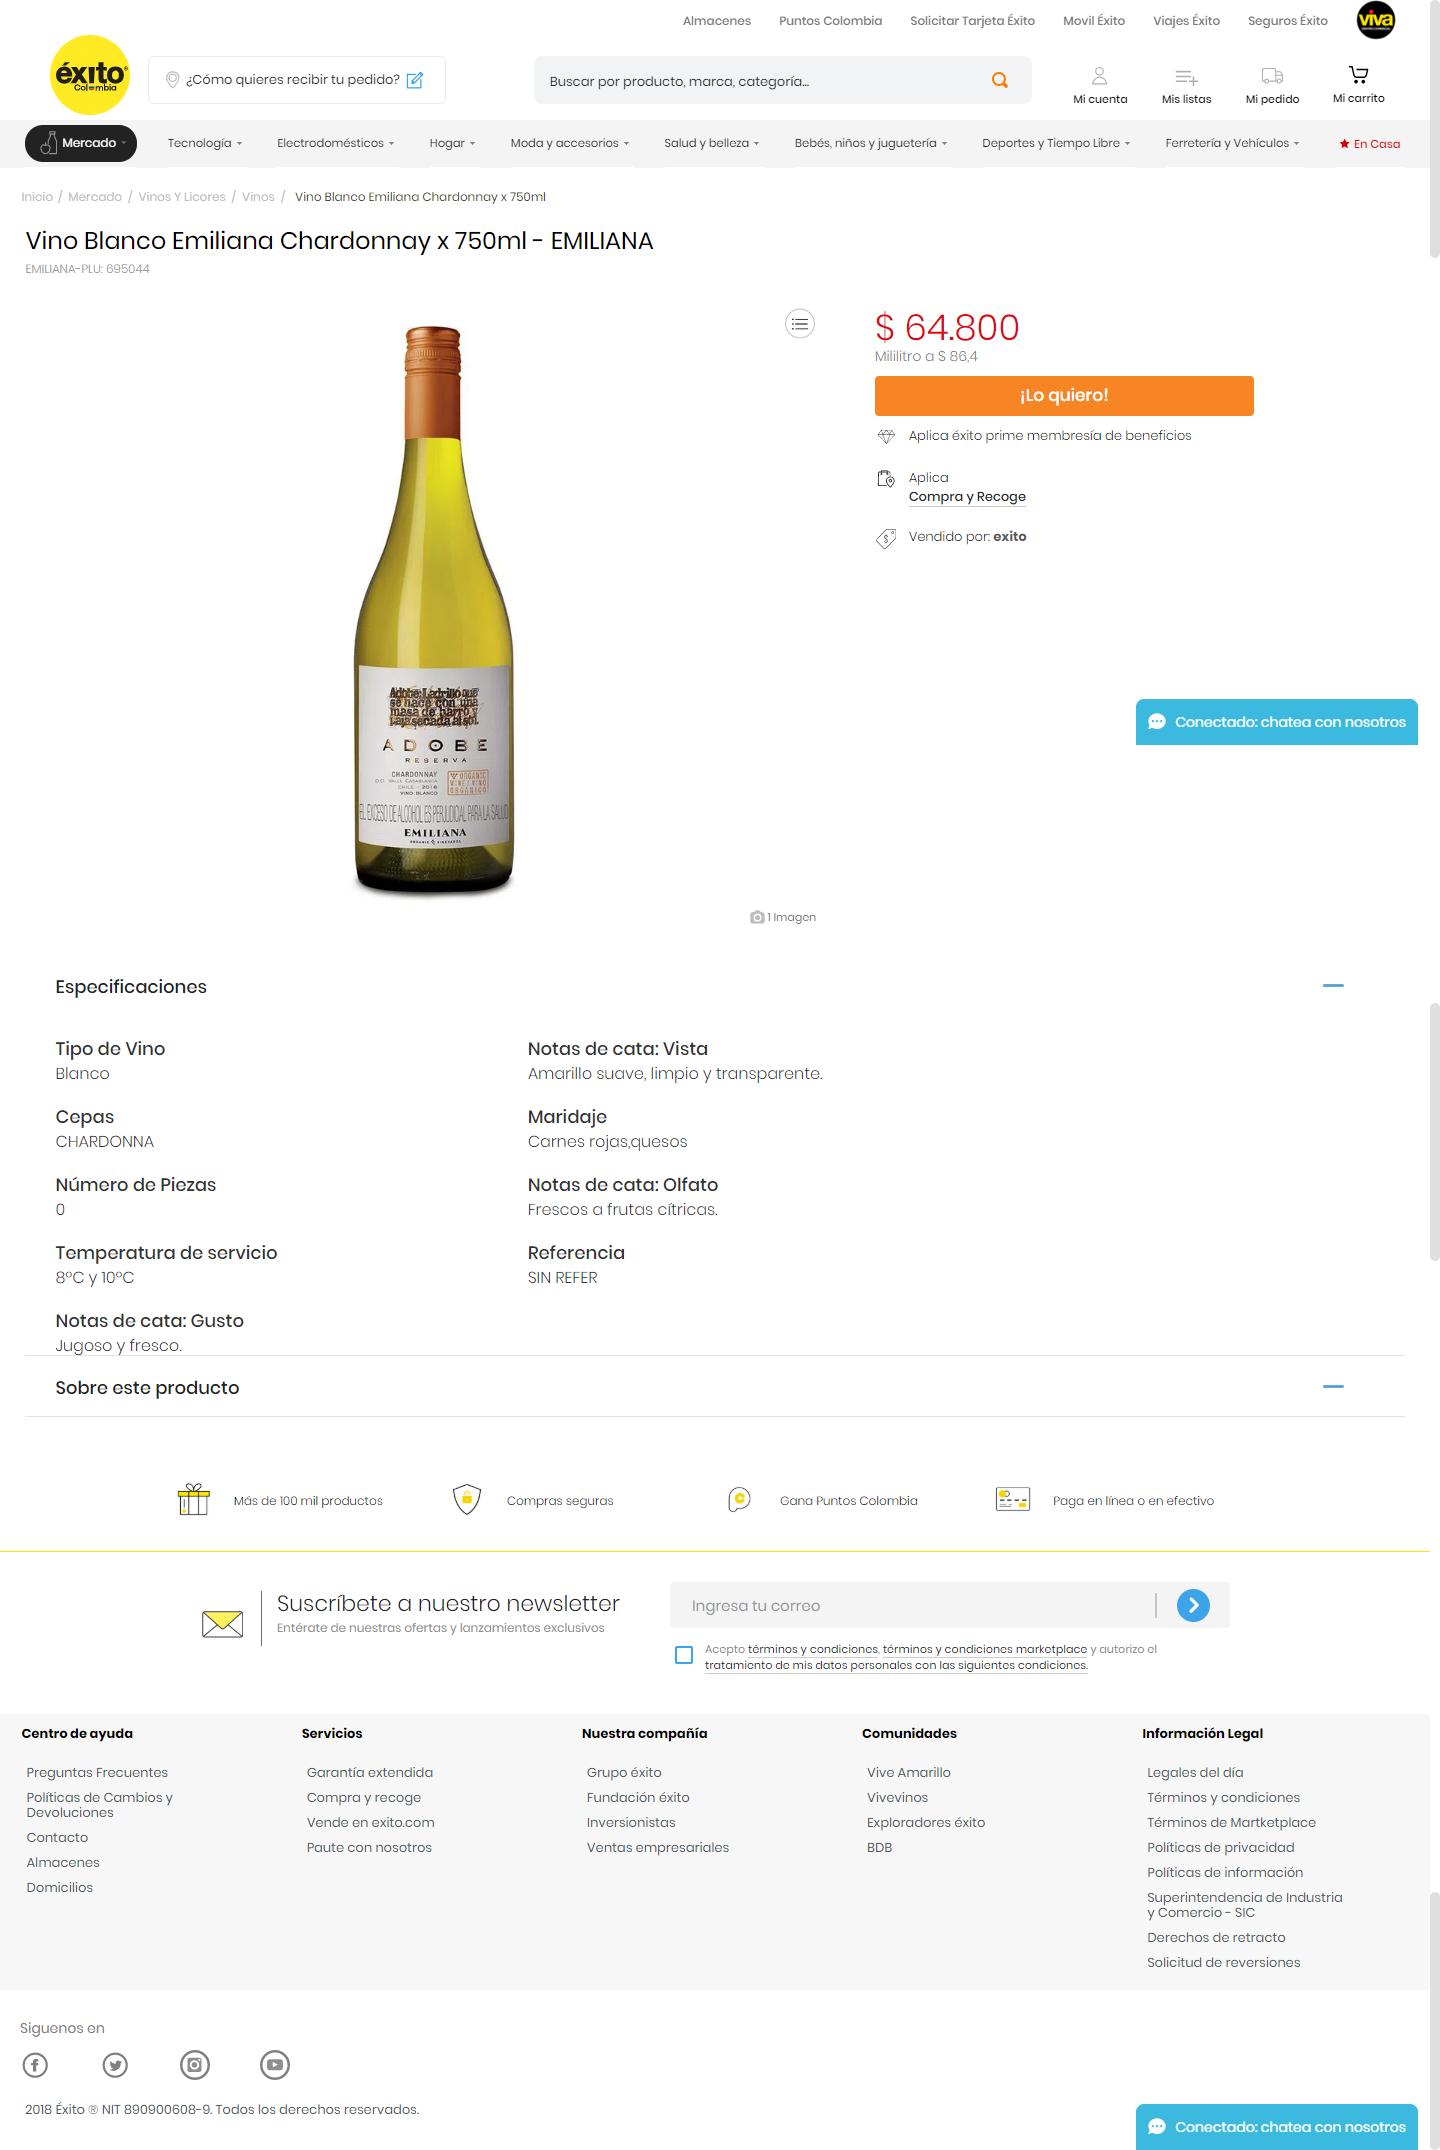 Almacenes Puntos Colombia Solicitar Tarjeta Éxito Movil Éxito Viajes Éxito Seguros Éxito viva
éxito
Colombia
¿Cómo quieres recibir tu pedido?
Buscar por producto, marca, categoría...
Mi cuenta Mis listas Mi pedido Mi carrito
Mercado Tecnología Electrodomésticos Hogar Moda y accesorios Salud y belleza Bebés, niños y juguetería Deportes y Tiempo Libre Ferretería y Vehículos En Casa
Inicio / Mercado / Vinos Y Licores / Vinos / Vino Blanco Emiliana Chardonnay x 750ml
Vino Blanco Emiliana Chardonnay x 750ml - EMILIANA
EMILIANA-PLU: 695044
$ 64.800
Mililitro a $ 86,4
¡Lo quiero!
Aplica éxito prime membresía de beneficios
Aplica
Compra y Recoge
Vendido por: exito
Adobe: Ladrillo que
se hace con una
masa de barro y
paja secada al sol.
ADOBE
RESERVA
CHARDONNAY
D.O. VALLE CASABLANCA
CHILE - 2016
VINO BLANCO
ORGANIC
WINE / VINO
ORGANICO
EL EXCESO DE ALCOHOL ES PERJUDICIAL PARA LA SALUD
EMILIANA
ORGANIC VINEYARDS
Conectado: chatea con nosotros
1 Imagen
Especificaciones
Tipo de Vino
Blanco
Notas de cata: Vista
Amarillo suave, limpio y transparente.
Cepas
CHARDONNA
Maridaje
Carnes rojas,quesos
Número de Piezas
0
Notas de cata: Olfato
Frescos a frutas cítricas.
Temperatura de servicio
8°C y 10°C
Referencia
SIN REFER
Notas de cata: Gusto
Jugoso y fresco.
Sobre este producto
Más de 100 mil productos
Compras seguras
Gana Puntos Colombia
Paga en línea o en efectivo
Suscríbete a nuestro newsletter
Entérate de nuestras ofertas y lanzamientos exclusivos
Ingresa tu correo
Acepto términos y condiciones, términos y condiciones marketplace y autorizo el
tratamiento de mis datos personales con las siguientes condiciones.
Centro de ayuda
Preguntas Frecuentes
Políticas de Cambios y
Devoluciones
Contacto
Almacenes
Domicilios
Servicios
Garantía extendida
Compra y recoge
Vende en exito.com
Paute con nosotros
Nuestra compañía
Grupo éxito
Fundación éxito
Inversionistas
Ventas empresariales
Comunidades
Vive Amarillo
Vivevinos
Exploradores éxito
BDB
Información Legal
Legales del día
Términos y condiciones
Términos de Martketplace
Políticas de privacidad
Políticas de información
Superintendencia de Industria
y Comercio - SIC
Derechos de retracto
Solicitud de reversiones
Siguenos en
2018 Éxito ® NIT 890900608-9. Todos los derechos reservados.
Conectado: chatea con nosotros